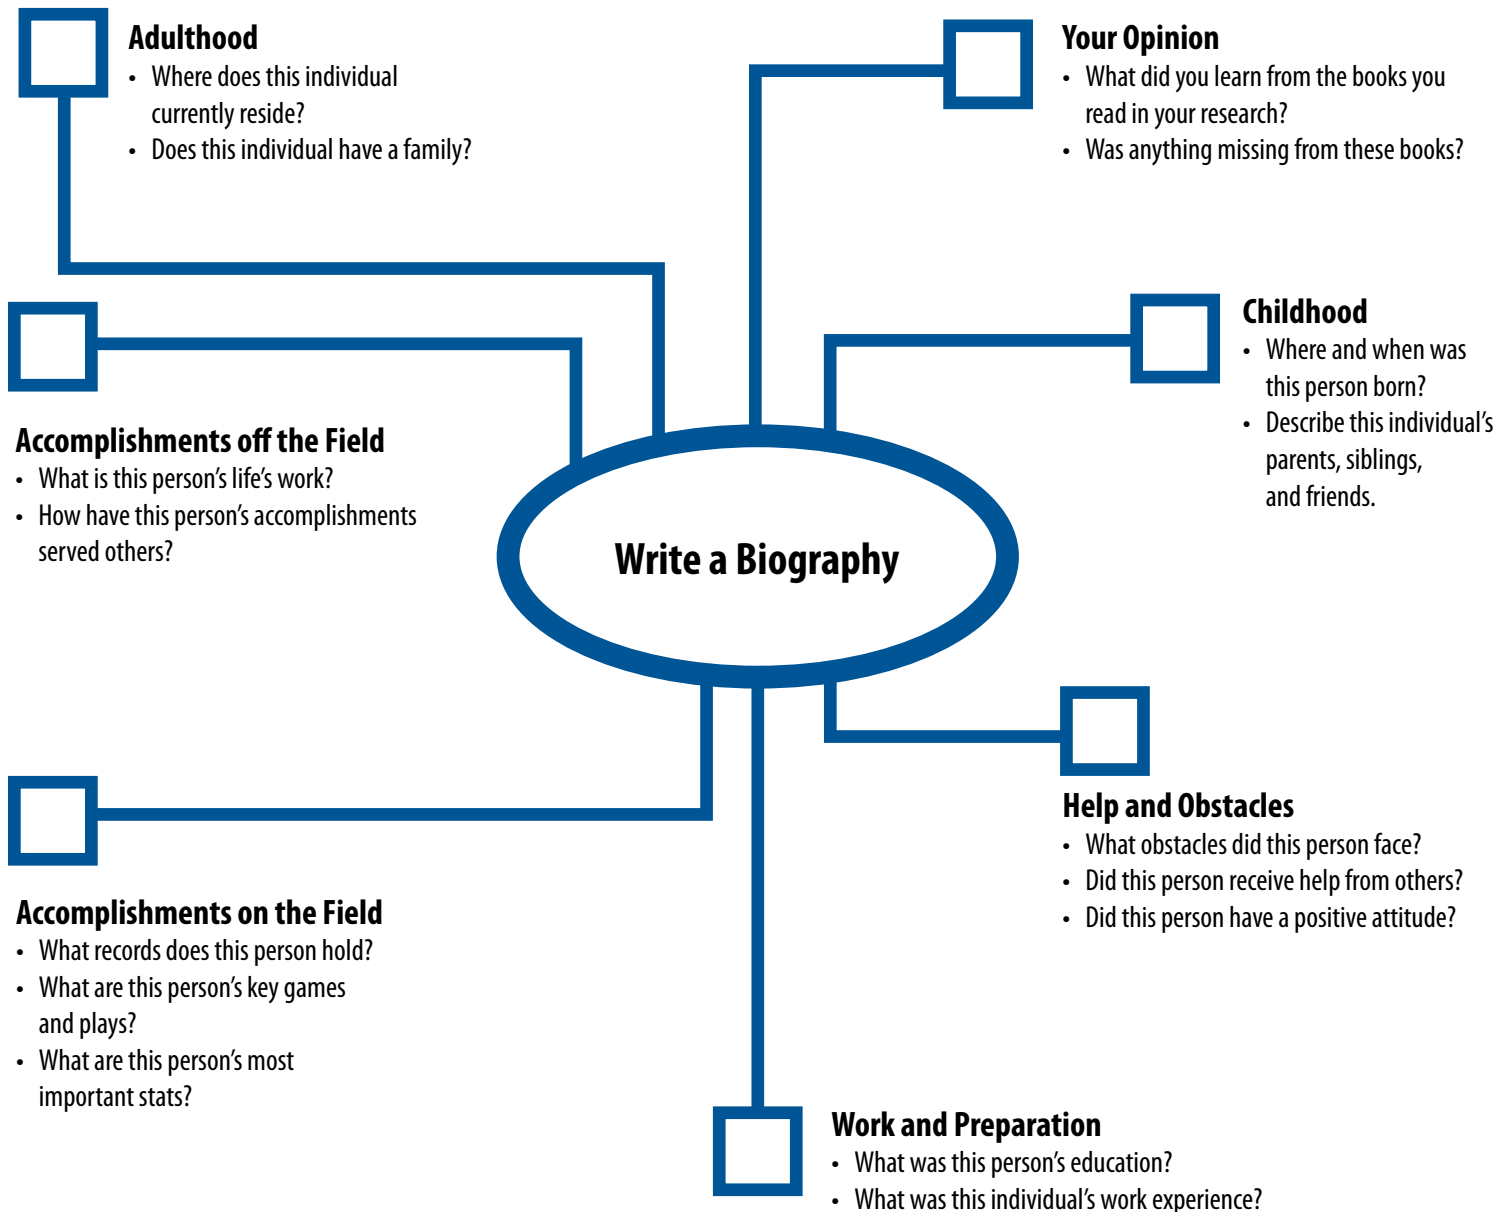 Adulthood
• Where does this individual
currently reside?
• Does this individual have a family?
Your Opinion
• What did you learn from the books you
read in your research?
• Was anything missing from these books?
Childhood
• Where and when was
this person born?
• Describe this individual’s
parents, siblings,
and friends.
Accomplishments off the Field
• What is this person’s life’s work?
• How have this person’s accomplishments
served others?
Write a Biography
Help and Obstacles
• What obstacles did this person face?
• Did this person receive help from others?
• Did this person have a positive attitude?
Accomplishments on the Field
• What records does this person hold?
• What are this person’s key games
and plays?
• What are this person’s most
important stats?
Work and Preparation
• What was this person’s education?
• What was this individual’s work experience?